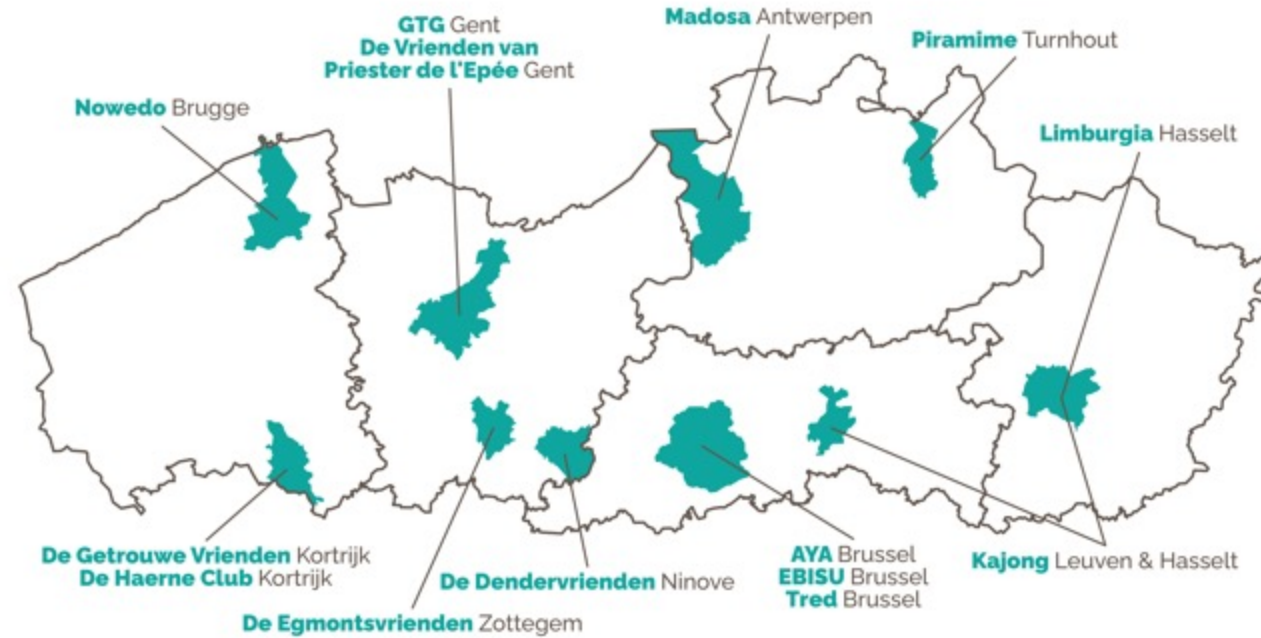 GTG Gent
De Vrienden van
Priester de l'Epée Gent
Madosa Antwerpen
Piramime Turnhout
Nowedo Brugge
Limburgia Hasselt
De Getrouwe Vrienden Kortrijk
De Haerne Club Kortrijk
De Egmontsvrienden Zottegem
De Dendervrienden Ninove
AYA Brussel
EBISU Brussel
Tred Brussel
Kajong Leuven & Hasselt